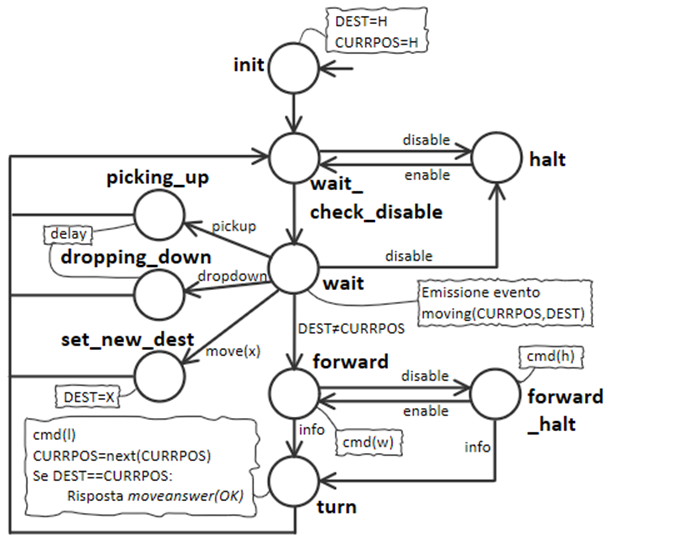 DEST=H
CURRPOS=H
init
disable
enable
halt
wait_
check_disable
picking_up
pickup
delay
dropping_down
dropdown
wait
disable
Emissione evento
moving(CURRPOS,DEST)
set_new_dest
move(x)
DEST≠CURRPOS
DEST=X
forward
disable
enable
cmd(h)
forward
_halt
cmd(w)
info
info
cmd(l)
CURRPOS=next(CURRPOS)
Se DEST==CURRPOS:
Risposta moveanswer(OK)
turn